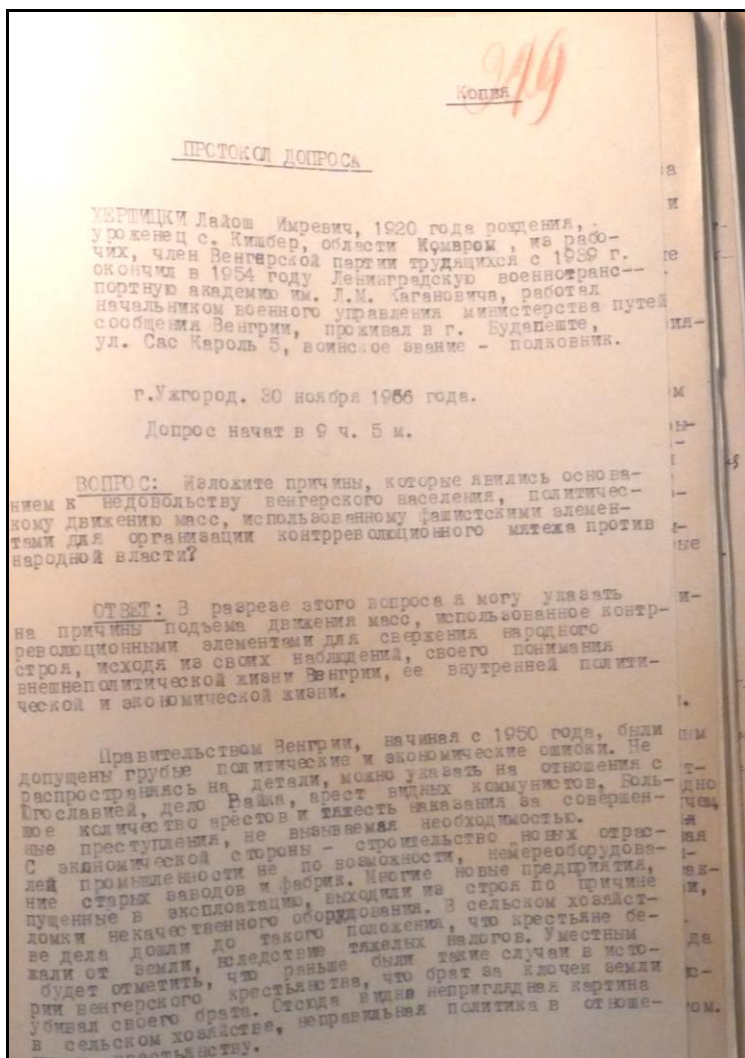 319
Копия
ПРОТОКОЛ ДОПРОСА
ХЕРШИЦКИ Лайош Имревич, 1920 года рождения,
уроженец с. Кишбер, области Комаром , из рабо-
чих, член Венгерской партии трудящихся с 1939 г.
окончил в 1954 году Ленинградскую военнотранс--
портную академию им. Л.М. Кагановича, работал
начальником военного управления министерства путей
сообщения Венгрии, проживал в г. Будапеште,
ул. Сас Кароль 5, воинское звание - полковник.
г.Ужгород. 30 ноября 1956 года.
Допрос начат в 9 ч. 5 м.
ВОПРОС: Изложите причины, которые явились основа-
нием к недовольству венгерского населения, политичес-
кому движению масс, использованному фашистскими элемен-
тами для организации контрреволюционного мятежа против
народной власти?
ОТВЕТ: В разрезе этого вопроса я могу указать
на причины подъема движения масс, использованное контр-
революционными элементами для свержения народного
строя, исходя из своих наблюдений, своего понимания
внешнеполитической жизни Венгрии, ее внутренней полити-
ческой и экономической жизни.
Правительством Венгрии, начиная с 1950 года, были
допущены грубые политические и экономические ошибки. Не
распространяясь на детали, можно указать на отношения с
Югославией, дело Райка, арест видных коммунистов. Боль-
шое количество арестов и тяжесть наказания за совершен-
ные преступления, не вызываемая необходимостью.
С экономической стороны - строительство новых отрас-
лей промышленности не по возможности, немереоборудова-
ние старых заводов и фабрик. Многие новые предприятия,
пущенные в эксплоатацию, выходили из строя по причине
ломки некачественного оборудования. В сельском хозяйст-
ве дела дошли до такого положения, что крестьяне бе-
жали от земли, вследствие тяжелых налогов. Уместным
будет отметить, что раньше были такие случаи в исто-
рии венгерского крестьянства, что брат за клочек земли
убивал своего брата. Отсюда видна неприглядная картина
в сельском хозяйстве, неправильная политика в отноше-
крестьянству.